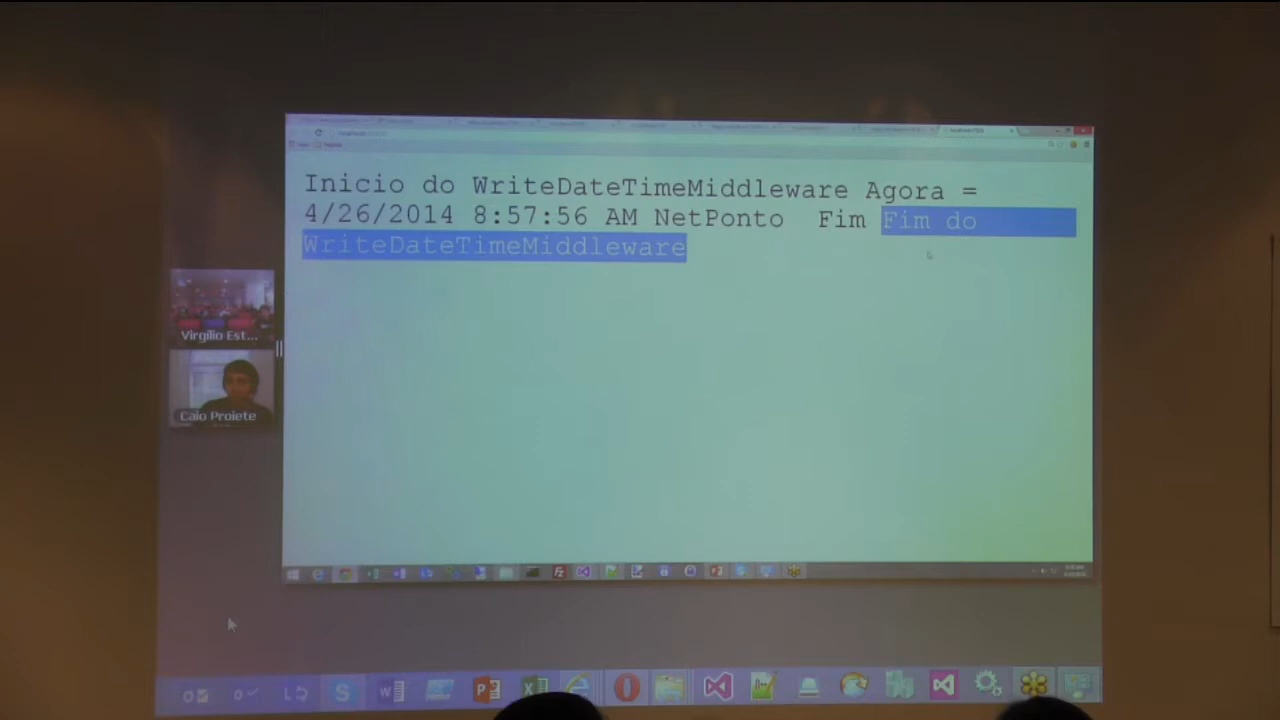 Inicio do WriteDateTimeMiddleware Agora =
4/26/2014 8:57:56 AM NetPonto Fim Fim do
WriteDateTimeMiddleware
Virgílio Est...
Caio Proiete